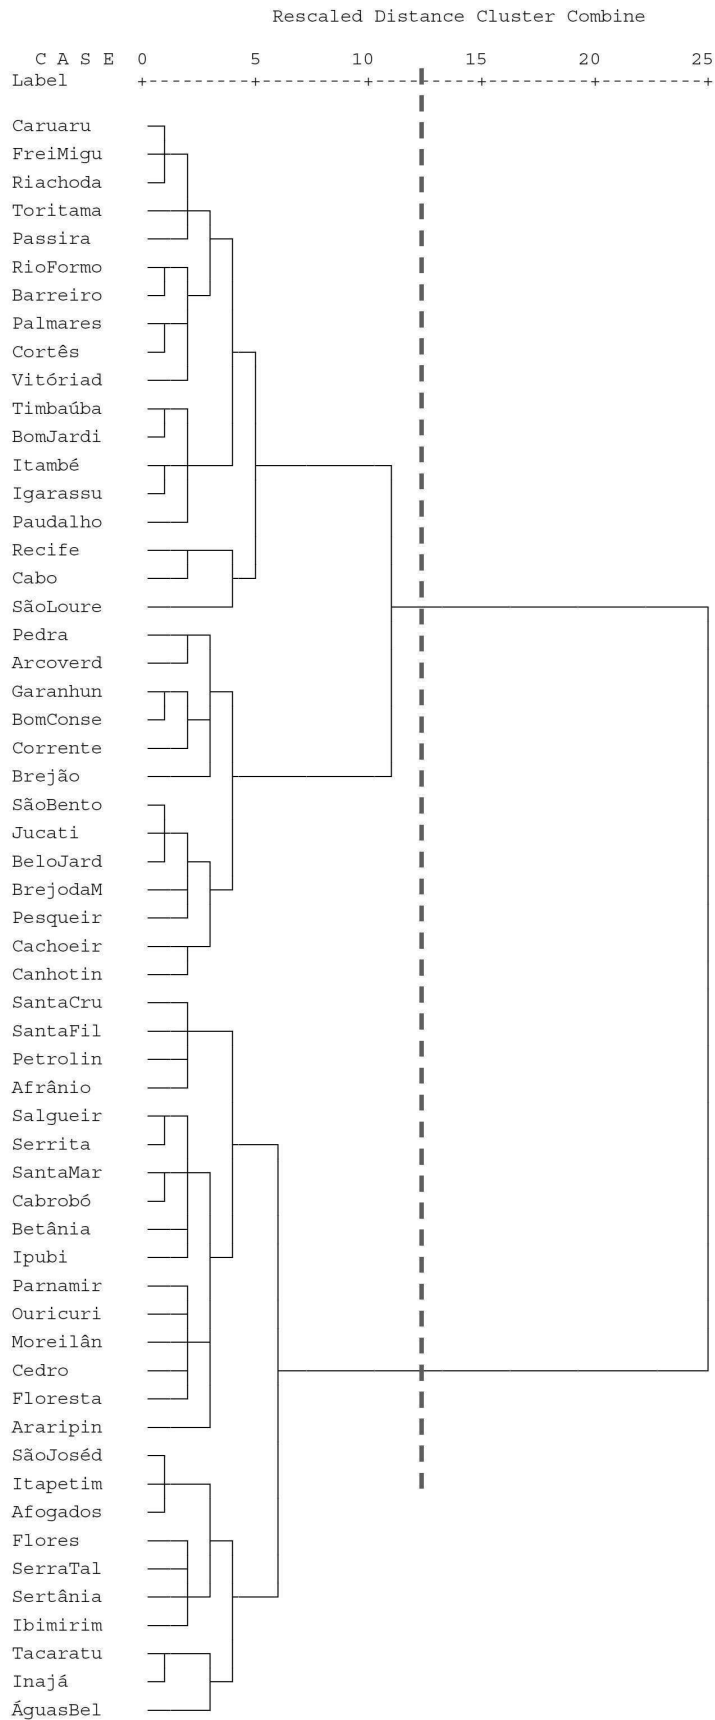 Rescaled Distance Cluster Combine
C A S E 0 5 10 15 20 25
Label +---------+---------+---------+---------+---------+
Caruaru
FreiMigu
Riachoda
Toritama
Passira
RioFormo
Barreiro
Palmares
Cortês
Vitóriad
Timbaúba
BomJardi
Itambé
Igarassu
Paudalho
Recife
Cabo
SãoLoure
Pedra
Arcoverd
Garanhun
BomConse
Corrente
Brejão
SãoBento
Jucati
BeloJard
BrejodaM
Pesqueir
Cachoeir
Canhotin
SantaCru
SantaFil
Petrolin
Afrânio
Salgueir
Serrita
SantaMar
Cabrobó
Betânia
Ipubi
Parnamir
Ouricuri
Moreilân
Cedro
Floresta
Araripin
SãoJoséd
Itapetim
Afogados
Flores
SerraTal
Sertânia
Ibimirim
Tacaratu
Inajá
ÁguasBel